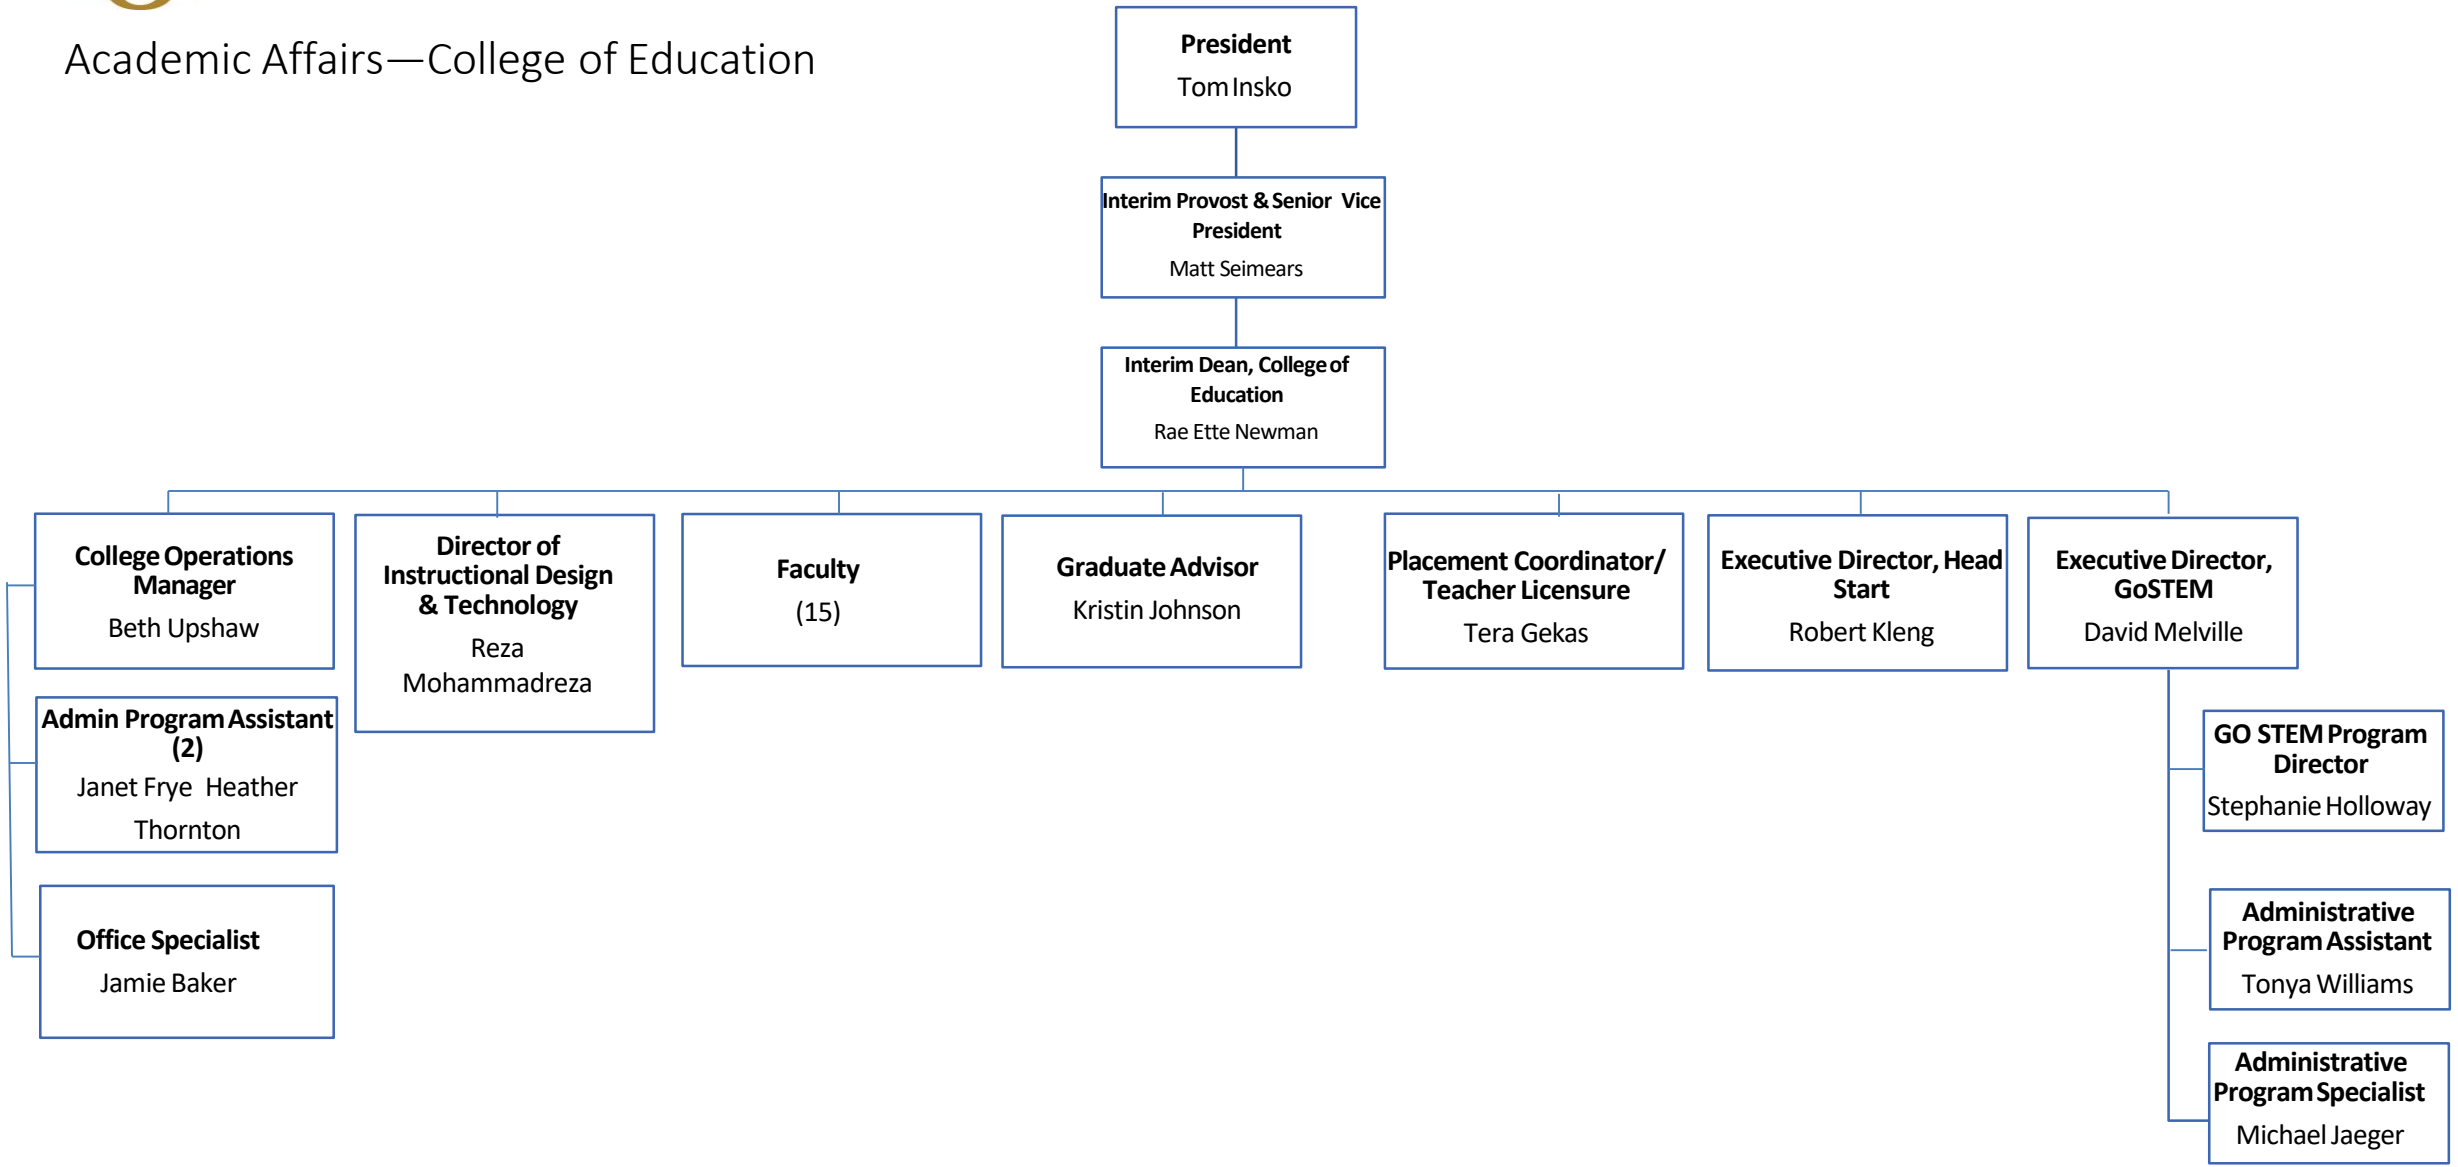 Academic Affairs—College of Education
President
Tom Insko
Interim Provost & Senior Vice
President
Matt Seimears
Interim Dean, College of
Education
Rae Ette Newman
College Operations
Manager
Beth Upshaw
Director of
Instructional Design
& Technology
Reza
Mohammadreza
Faculty
(15)
Graduate Advisor
Kristin Johnson
Placement Coordinator/
Teacher Licensure
Tera Gekas
Executive Director, Head
Start
Robert Kleng
Executive Director,
GoSTEM
David Melville
Admin Program Assistant
(2)
Janet Frye Heather
Thornton
Office Specialist
Jamie Baker
GO STEM Program
Director
Stephanie Holloway
Administrative
Program Assistant
Tonya Williams
Administrative
Program Specialist
Michael Jaeger